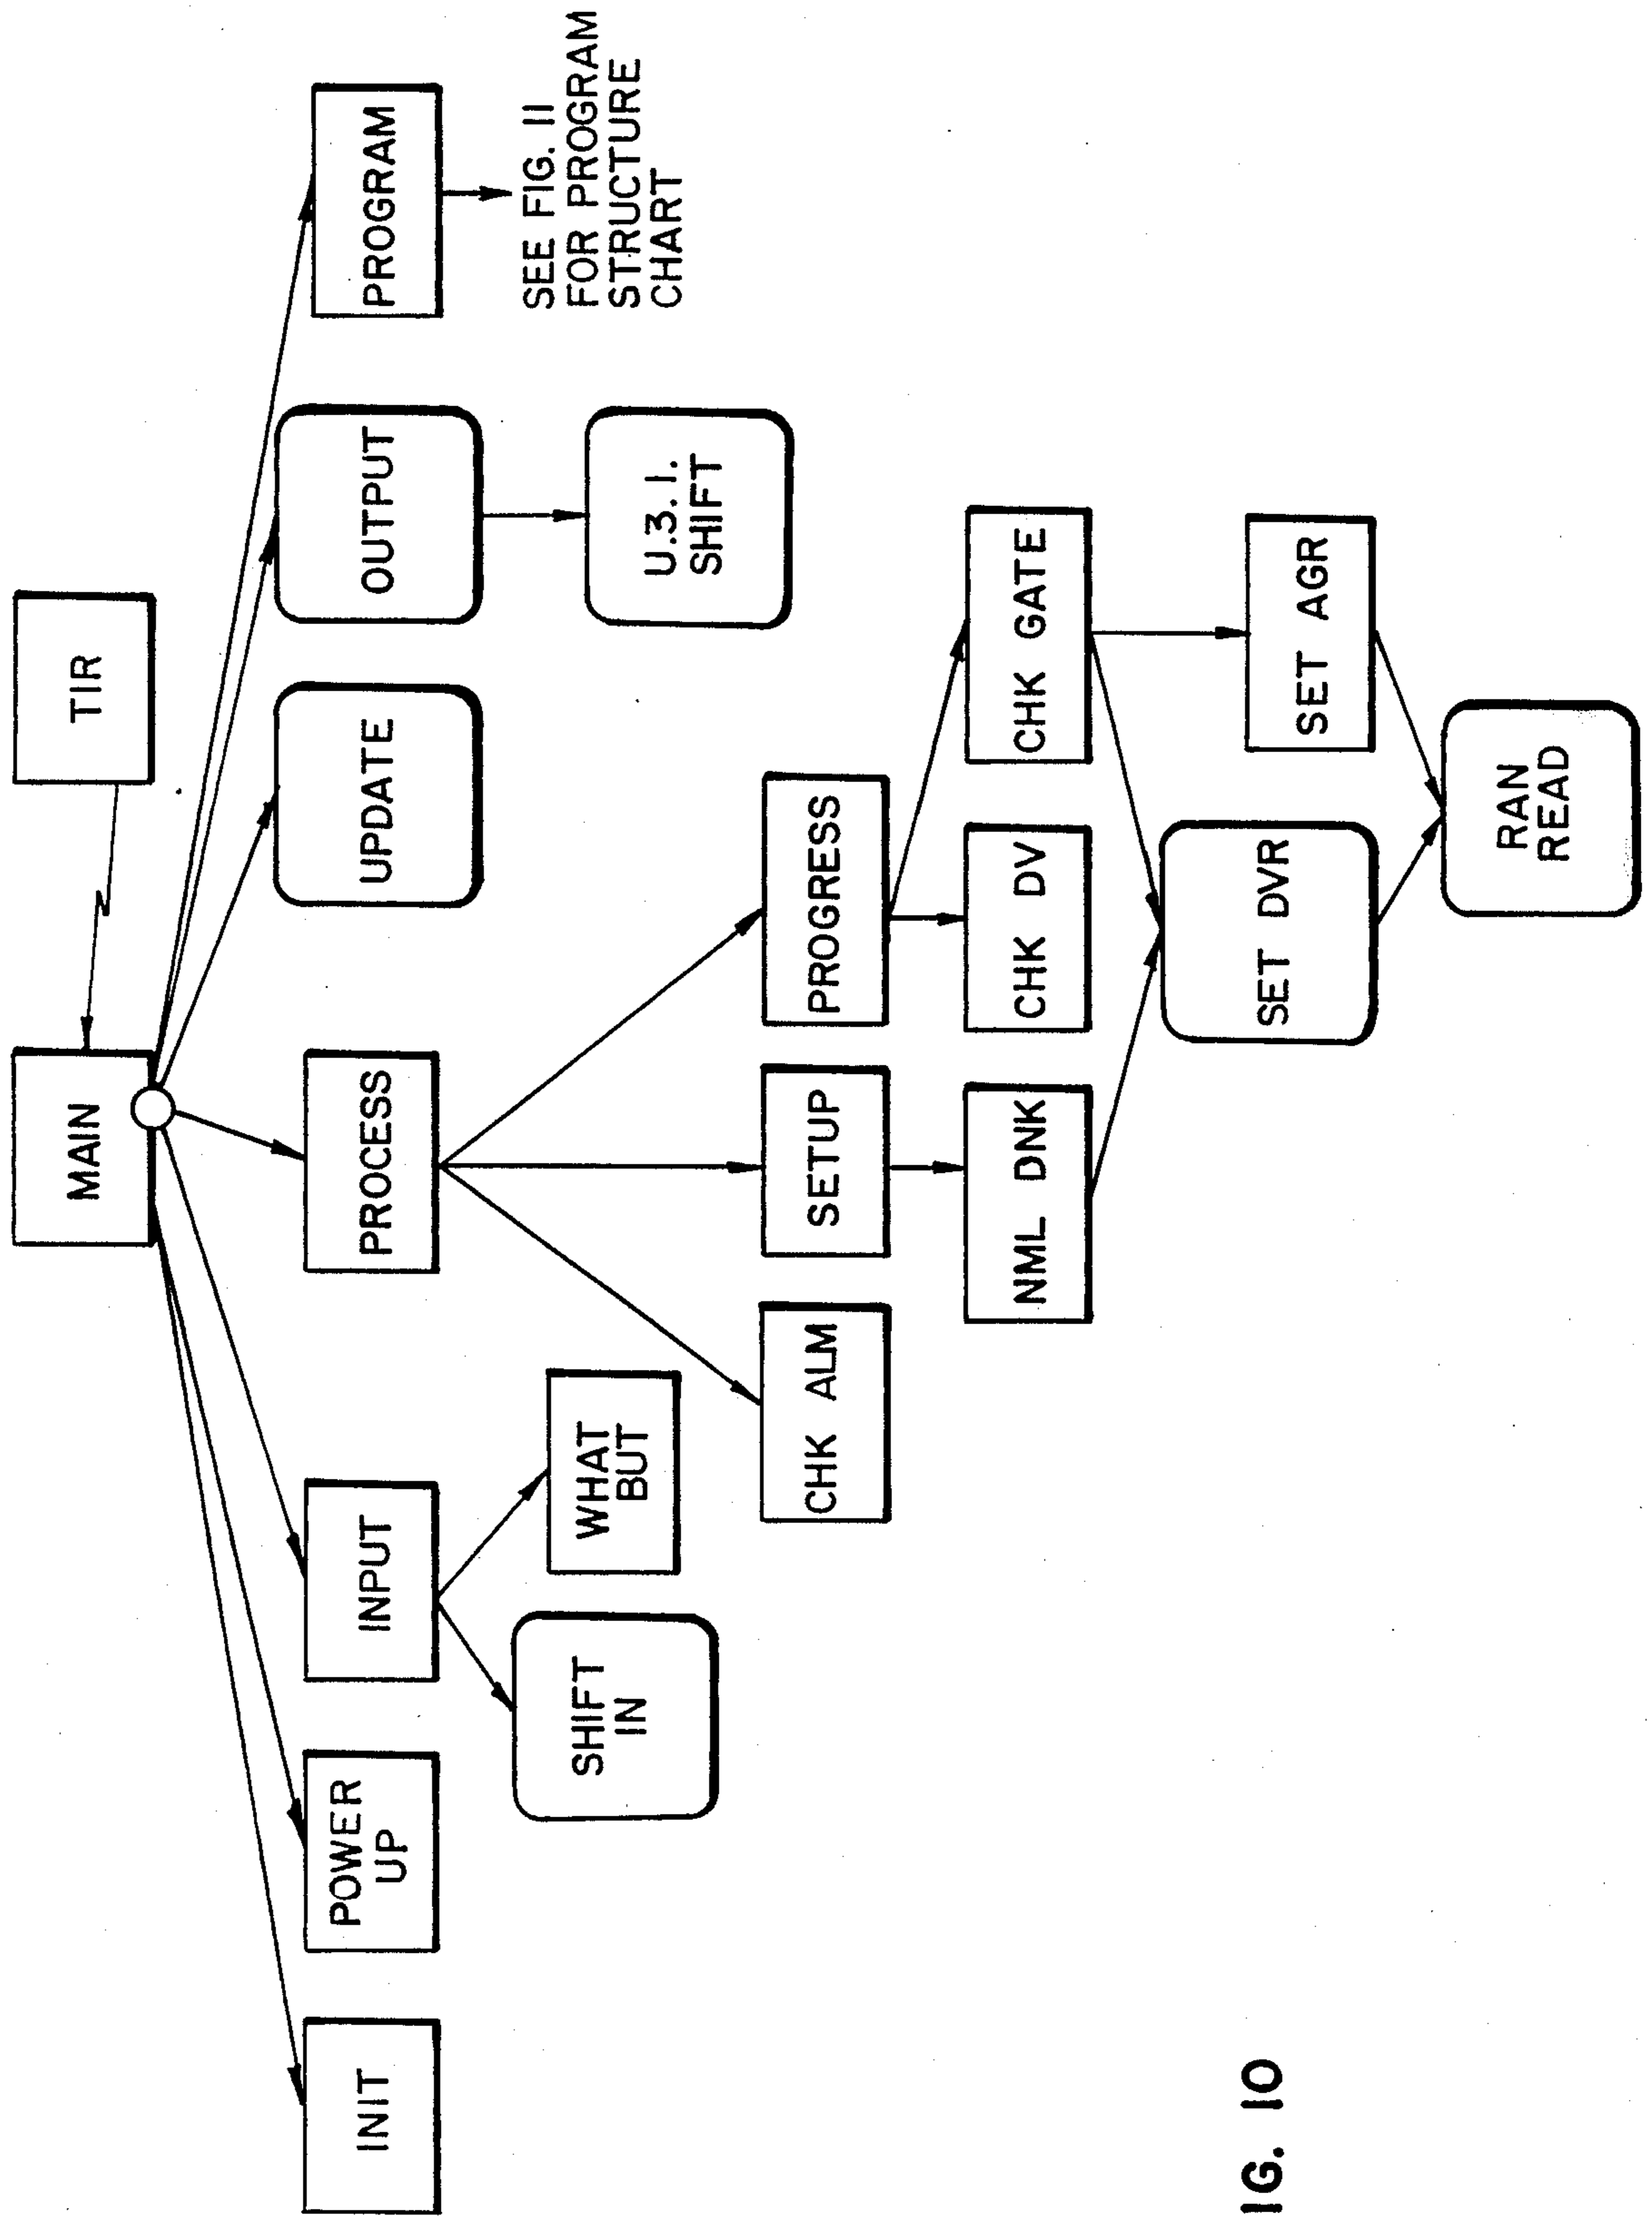 MAIN
TIR
INIT
POWER
UP
INPUT
PROCESS
UPDATE
OUTPUT
PROGRAM
SEE FIG. 11
FOR PROGRAM
STRUCTURE
CHART
SHIFT
IN
WHAT
BUT
U.3.1.
SHIFT
CHK ALM
SETUP
PROGRESS
NML DNK
CHK DV
CHK GATE
SET DVR
SET AGR
RAN
READ
IG. 10